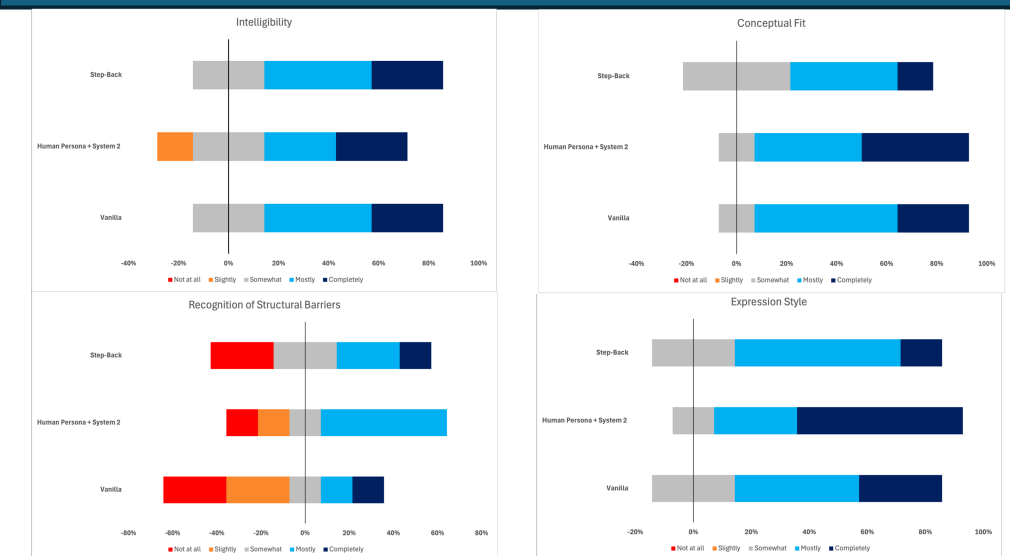 Intelligibility
Step-Back
Human Persona + System 2
Vanilla
-40% -20% 0% 20% 40% 60% 80% 100%
Not at all Slightly Somewhat Mostly Completely
Conceptual Fit
Step-Back
Human Persona + System 2
Vanilla
-40% -20% 0% 20% 40% 60% 80% 100%
Not at all Slightly Somewhat Mostly Completely
Recognition of Structural Barriers
Step-Back
Human Persona + System 2
Vanilla
-80% -60% -40% -20% 0% 20% 40% 60% 80%
Not at all Slightly Somewhat Mostly Completely
Expression Style
Step-Back
Human Persona + System 2
Vanilla
-20% 0% 20% 40% 60% 80% 100%
Not at all Slightly Somewhat Mostly Completely